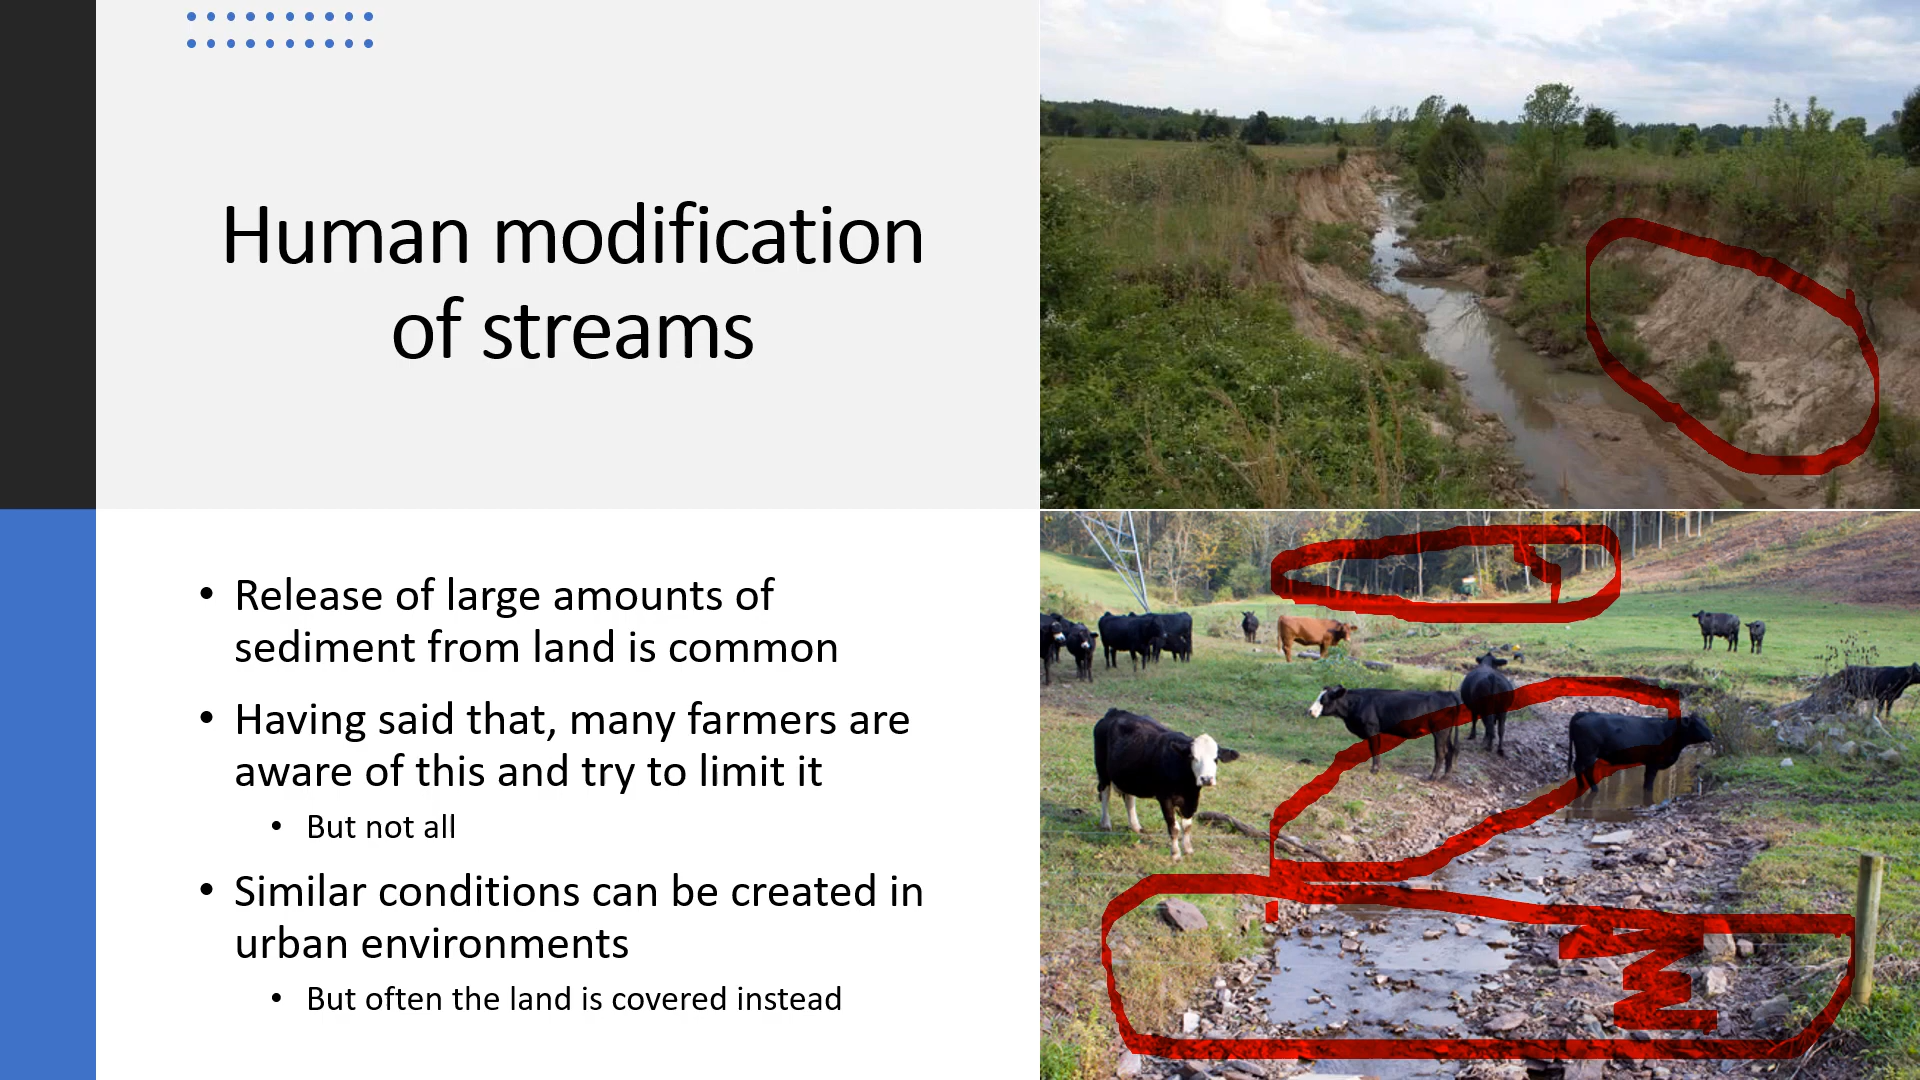 Human modification
of streams
• Release of large amounts of
sediment from land is common
• Having said that, many farmers are
aware of this and try to limit it
• But not all
• Similar conditions can be created in
urban environments
• But often the land is covered instead